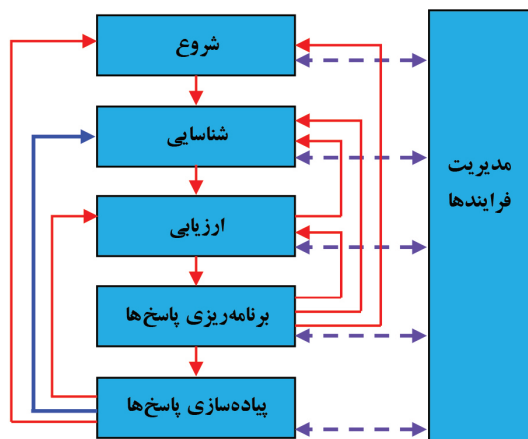 شروع
شناسایی
ارزیابی
برنامه‌ریزی پاسخ‌ها
پیاده‌سازی پاسخ‌ها
مدیریت
فرایندها